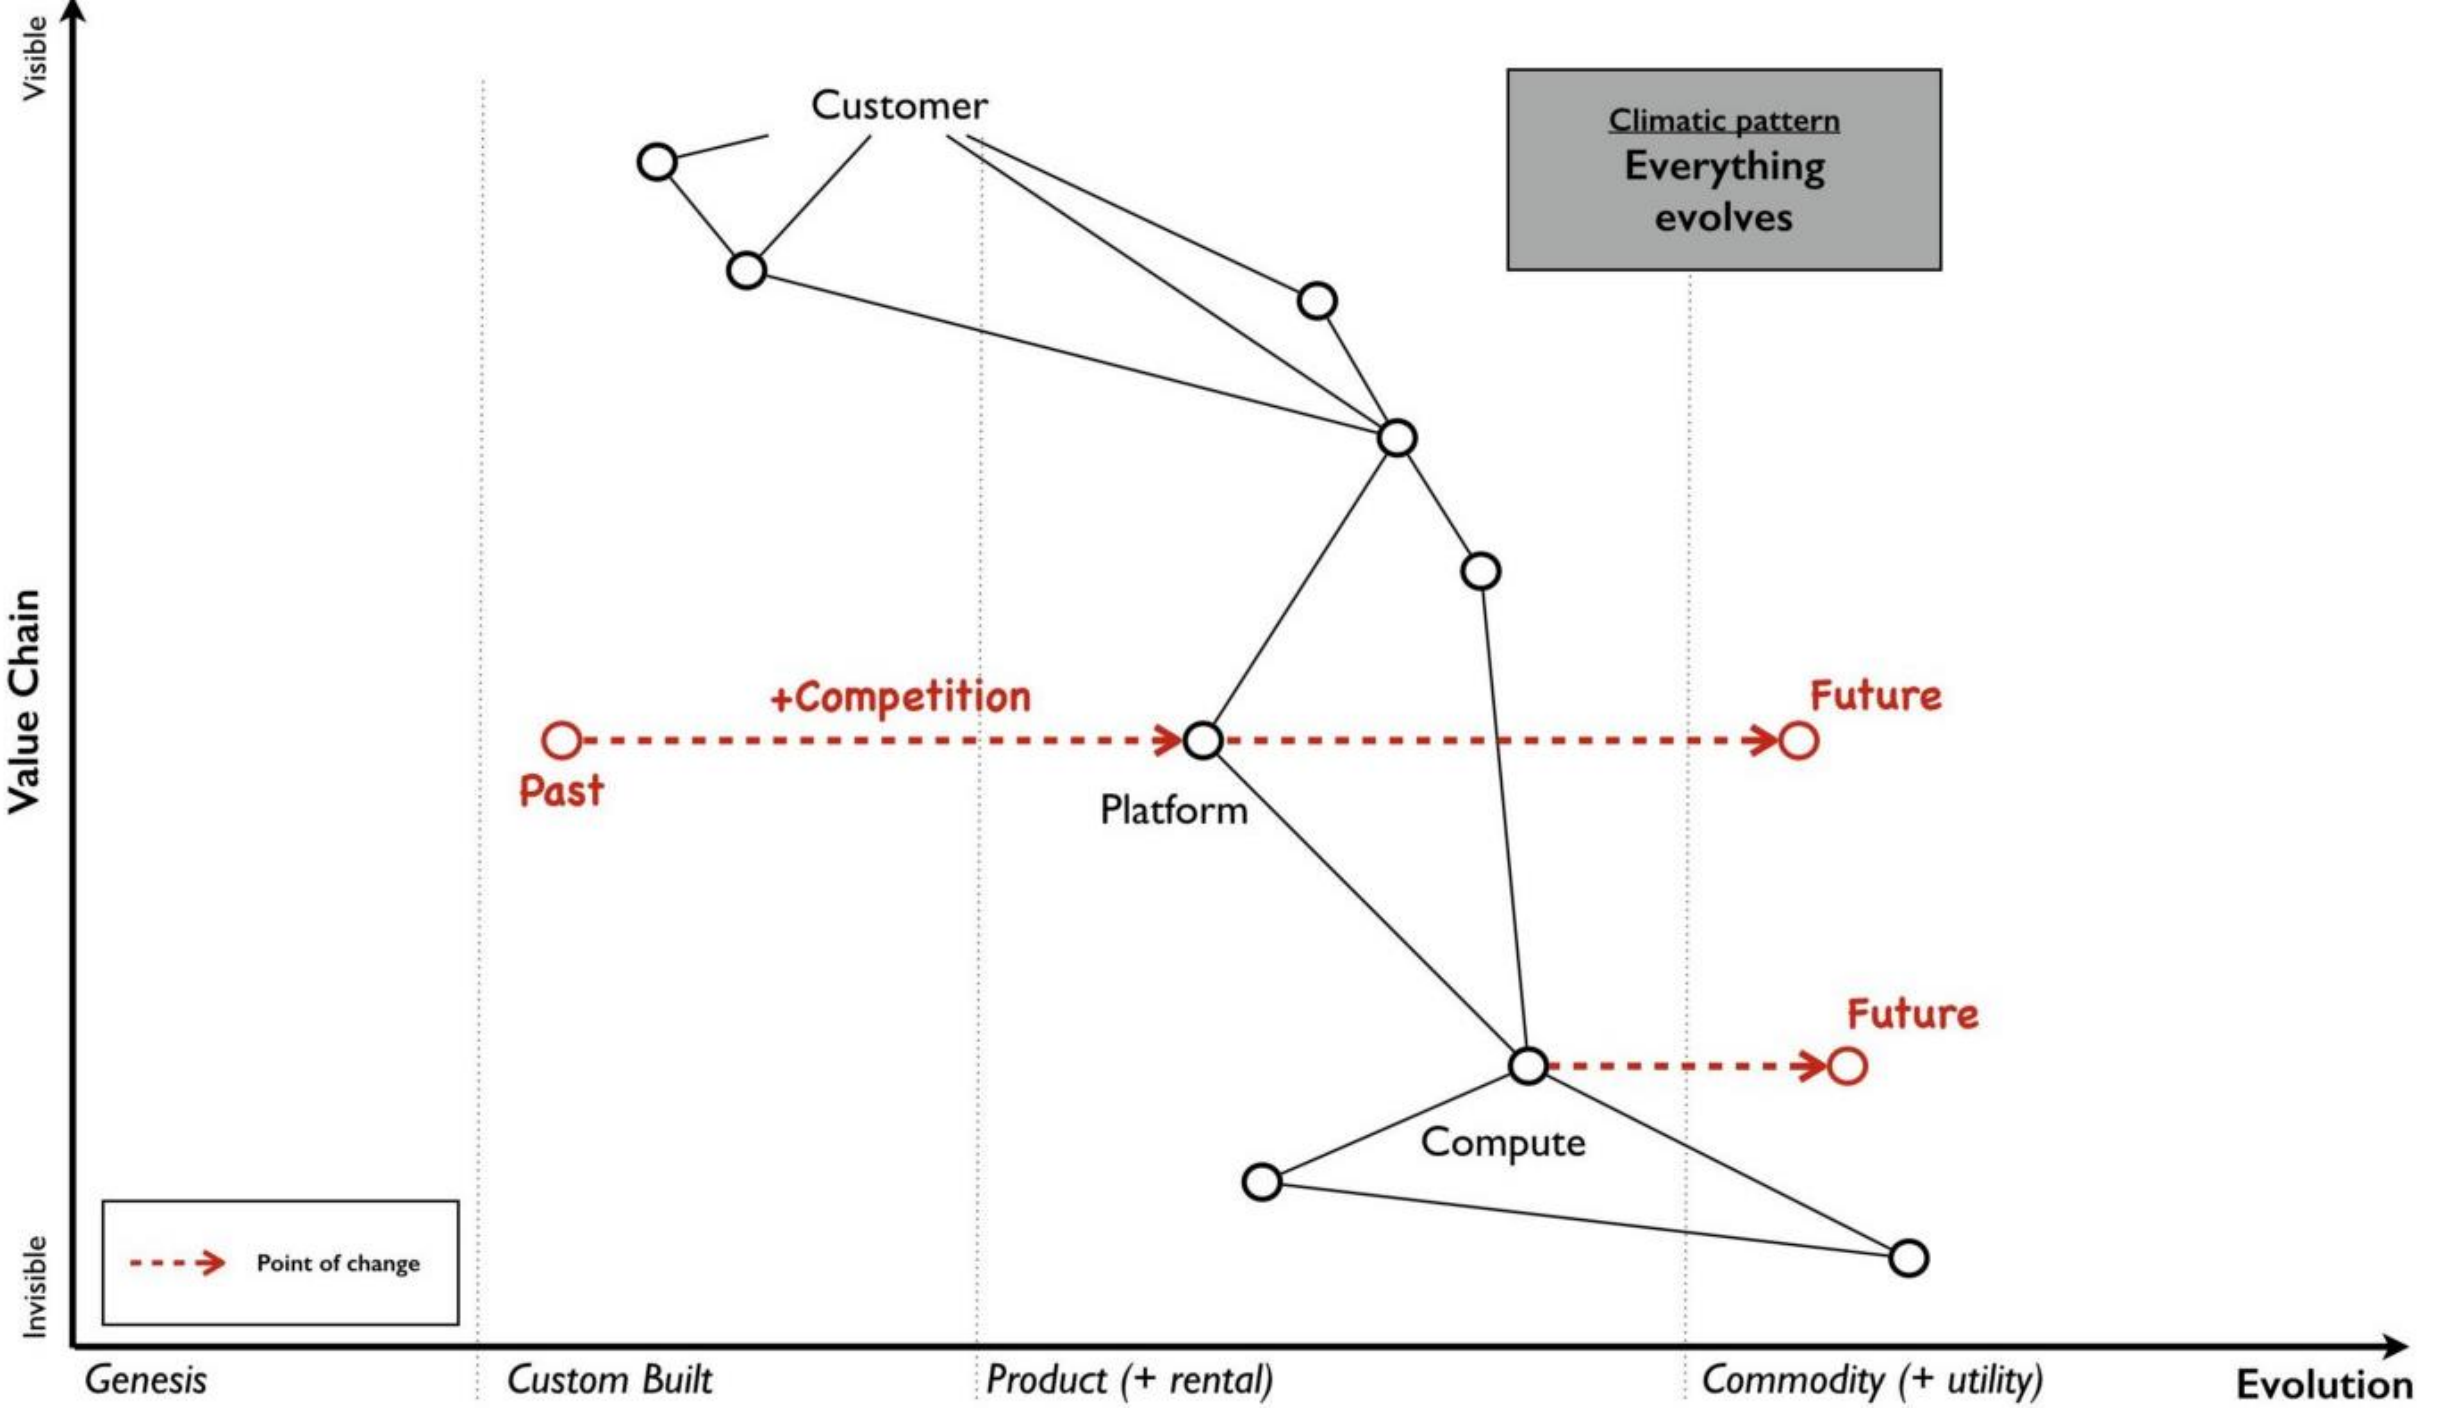 Visible
Customer
Climatic pattern
Everything
evolves
Value Chain
+Competition
Future
Past
Platform
Future
Compute
Invisible
Point of change
Genesis
Custom Built
Product (+ rental)
Commodity (+ utility)
Evolution